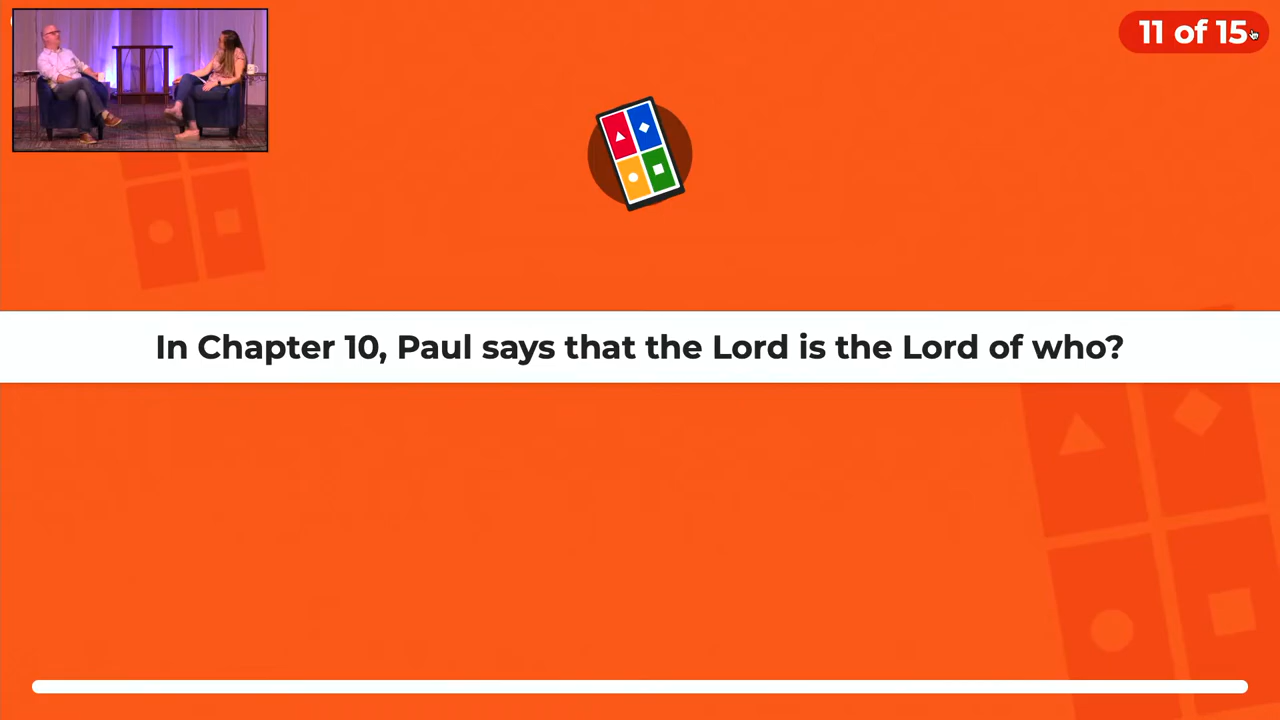 11 of 15
In Chapter 10, Paul says that the Lord is the Lord of who?